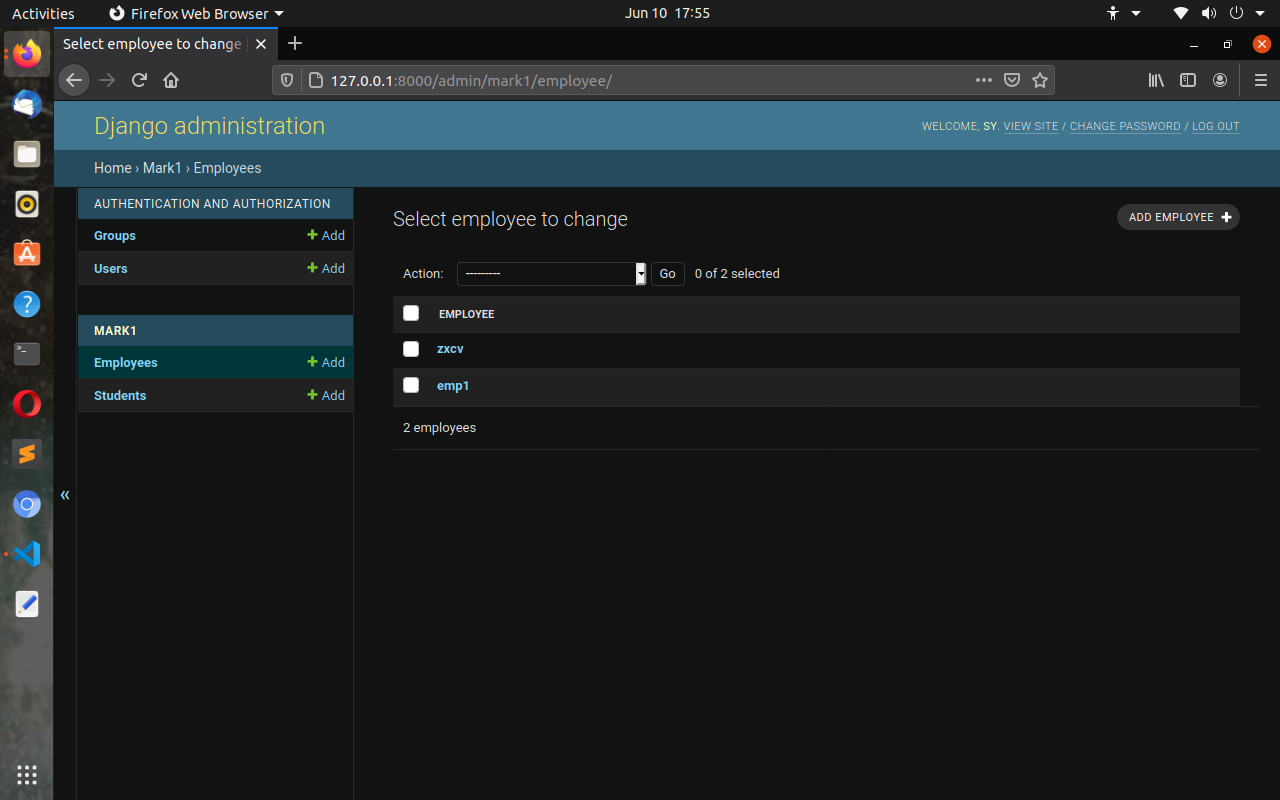 Activities Firefox Web Browser Jun 10 17:55
Select employee to change
127.0.0.1:8000/admin/mark1/employee/
Django administration
WELCOME, SY. VIEW SITE / CHANGE PASSWORD / LOG OUT
Home › Mark1 › Employees
AUTHENTICATION AND AUTHORIZATION
Groups + Add
Users + Add
MARK1
Employees + Add
Students + Add
«
Select employee to change
ADD EMPLOYEE +
Action: --------- Go 0 of 2 selected
EMPLOYEE
zxcv
emp1
2 employees